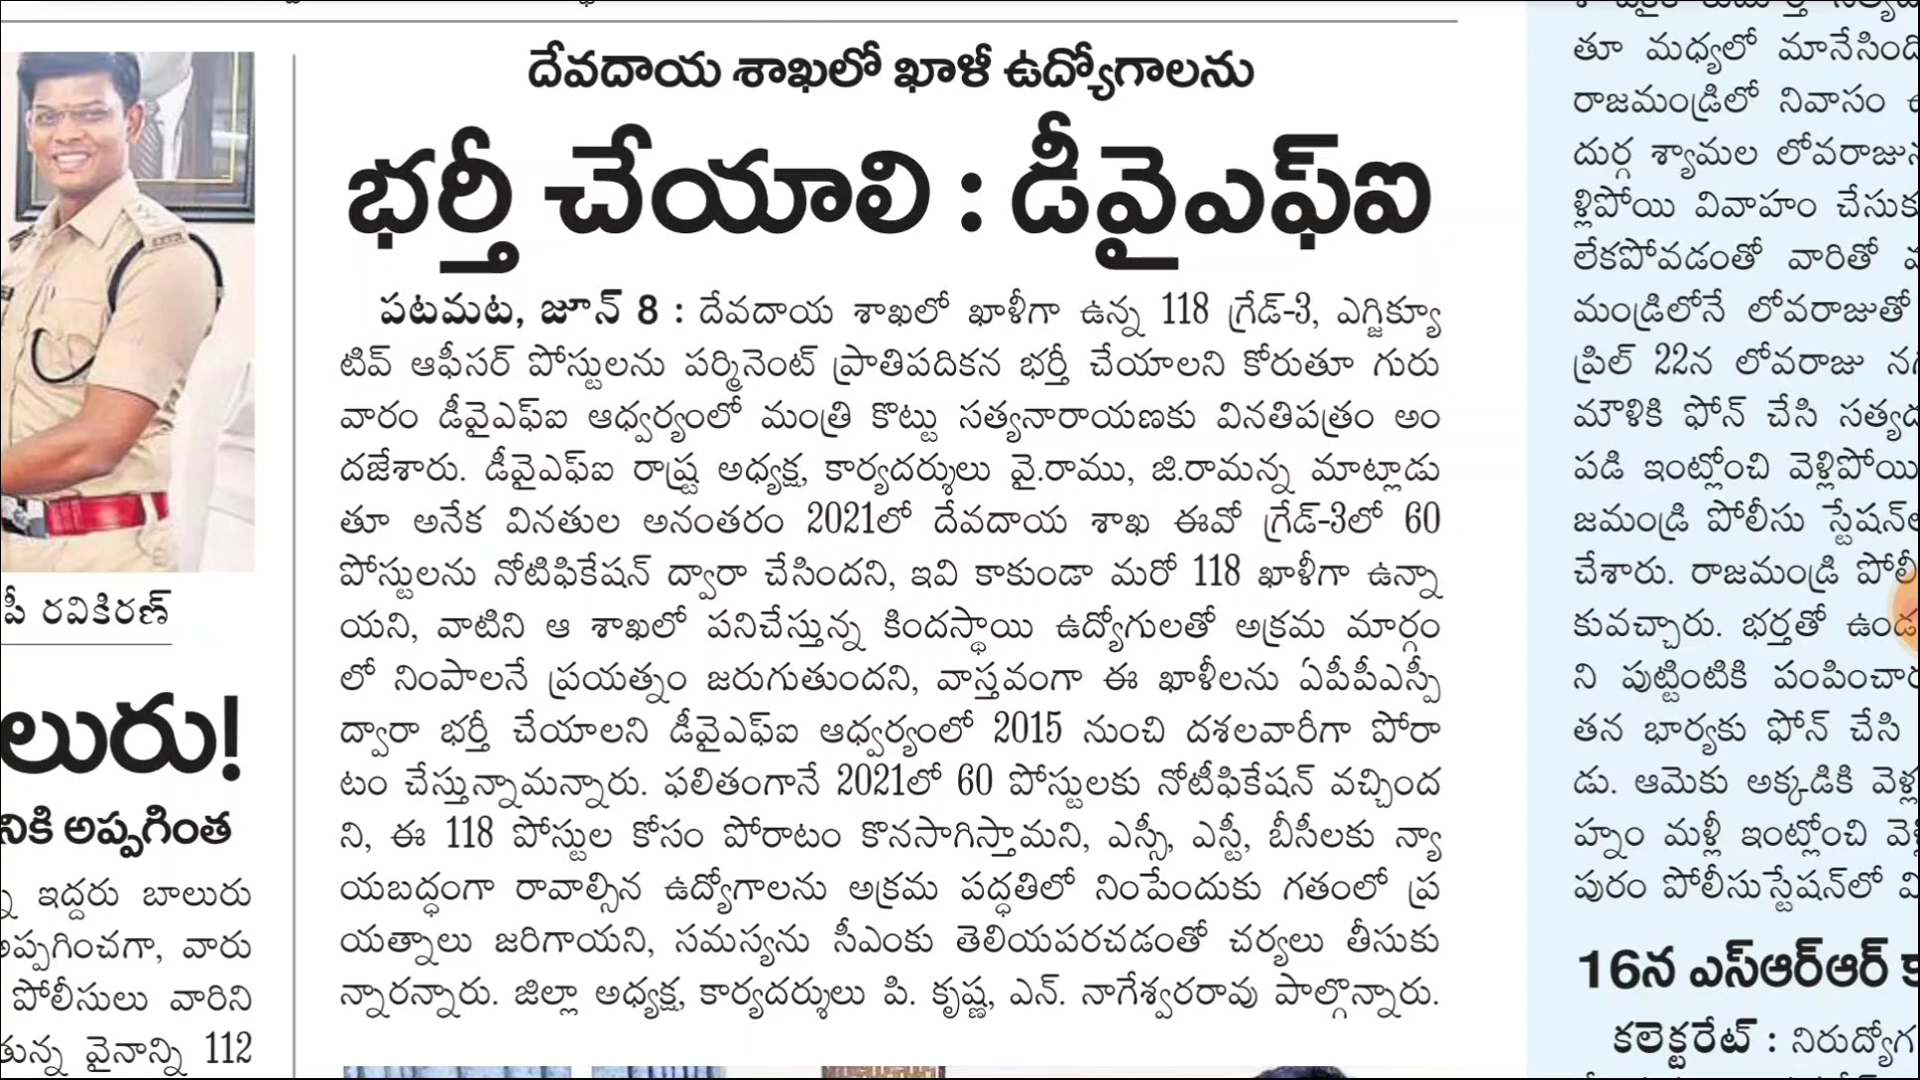 దేవదాయ శాఖలో ఖాళీ ఉద్యోగాలను
భర్తీ చేయాలి : డీవైఎఫ్ఐ
పటమట, జూన్ 8 : దేవదాయ శాఖలో ఖాళీగా ఉన్న 118 గ్రేడ్-3, ఎగ్జిక్యూ
టివ్ ఆఫీసర్ పోస్టులను పర్మినెంట్ ప్రాతిపదికన భర్తీ చేయాలని కోరుతూ గురు
వారం డీవైఎఫ్ఐ ఆధ్వర్యంలో మంత్రి కొట్టు సత్యనారాయణకు వినతిపత్రం అం
దజేశారు. డీవైఎఫ్ఐ రాష్ట్ర అధ్యక్ష, కార్యదర్శులు వై.రాము, జి.రామన్న మాట్లాడు
తూ అనేక వినతుల అనంతరం 2021లో దేవదాయ శాఖ ఈవో గ్రేడ్-3లో 60
పోస్టులను నోటిఫికేషన్ ద్వారా చేసిందని, ఇవి కాకుండా మరో 118 ఖాళీగా ఉన్నా
యని, వాటిని ఆ శాఖలో పనిచేస్తున్న కిందస్థాయి ఉద్యోగులతో అక్రమ మార్గం
లో నింపాలనే ప్రయత్నం జరుగుతుందని, వాస్తవంగా ఈ ఖాళీలను ఏపీపీఎస్పీ
ద్వారా భర్తీ చేయాలని డీవైఎఫ్ఐ ఆధ్వర్యంలో 2015 నుంచి దశలవారీగా పోరా
టం చేస్తున్నామన్నారు. ఫలితంగానే 2021లో 60 పోస్టులకు నోటీఫికేషన్ వచ్చింద
ని, ఈ 118 పోస్టుల కోసం పోరాటం కొనసాగిస్తామని, ఎస్సీ, ఎస్టీ, బీసీలకు న్యా
యబద్ధంగా రావాల్సిన ఉద్యోగాలను అక్రమ పద్ధతిలో నింపేందుకు గతంలో ప్ర
యత్నాలు జరిగాయని, సమస్యను సీఎంకు తెలియపరచడంతో చర్యలు తీసుకు
న్నారన్నారు. జిల్లా అధ్యక్ష, కార్యదర్శులు పి. కృష్ణ, ఎన్. నాగేశ్వరరావు పాల్గొన్నారు.
పీ రవికిరణ్
లురు!
నికి అప్పగింత
ఇద్దరు బాలురు
అప్పగించగా, వారు
పోలీసులు వారిని
డున్న వైనాన్ని 112
తూ మధ్యలో మానేసింది
రాజమండ్రిలో నివాసం
దుర్గ శ్యామల లోవరాజు
ళ్లిపోయి వివాహం చేసుక
లేకపోవడంతో వారితో
మండ్రిలోనే లోవరాజుతో
ప్రిల్ 22న లోవరాజు
మౌళికి ఫోన్ చేసి
పడి ఇంట్లోంచి వెళ్లిపోయి
జమండ్రి పోలీసు స్టేషన్‌
చేశారు. రాజమండ్రి పోలీ
కువచ్చారు. భర్తతో ఉండ
ని పుట్టింటికి పంపించా
తన భార్యకు ఫోన్ చేసి
డు. ఆమెకు అక్కడికి వెళ్ల
హ్నం మళ్లీ ఇంట్లోంచి
పురం పోలీసుస్టేషన్‌లో
16న ఎస్ఆర్ఆర్
కలెక్టరేట్ : నిరుద్యోగ